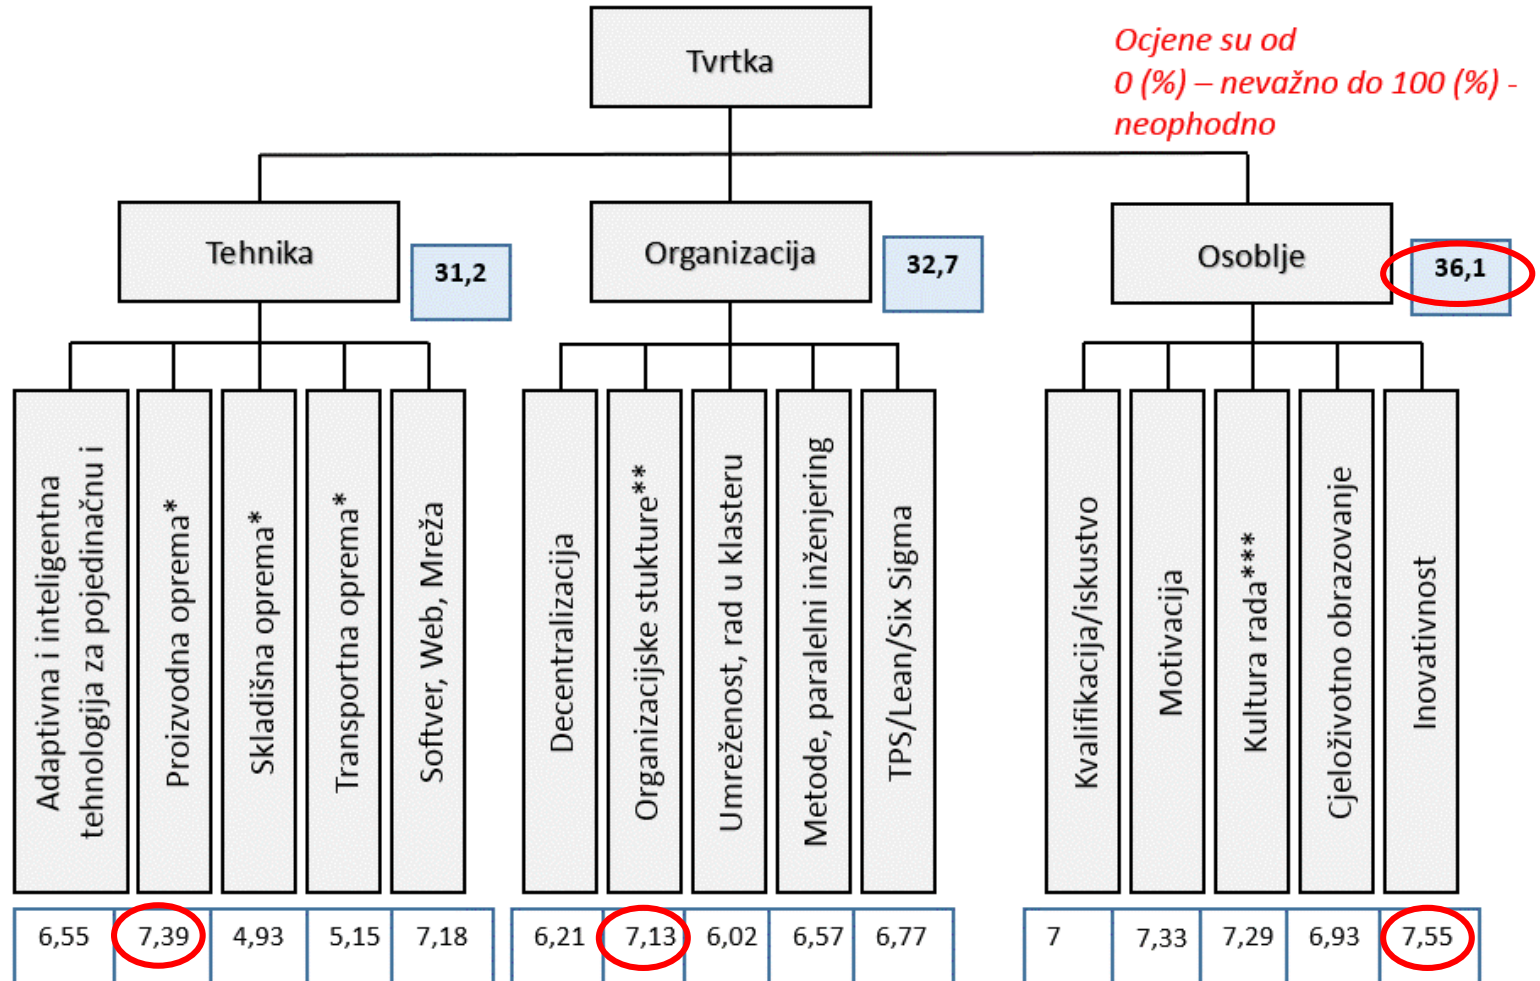 Tvrtka
Ocjene su od
0 (%) – nevažno do 100 (%) -
neophodno
Tehnika
31,2
Organizacija
32,7
Osoblje
36,1
Adaptivna i inteligentna
tehnologija za pojedinačnu i
Proizvodna oprema*
Skladišna oprema*
Transportna oprema*
Softver, Web, Mreža
Decentralizacija
Organizacijske stukture**
Umreženost, rad u klasteru
Metode, paralelni inženjering
TPS/Lean/Six Sigma
Kvalifikacija/iskustvo
Motivacija
Kultura rada***
Cjeloživotno obrazovanje
Inovativnost
6,55 7,39 4,93 5,15 7,18 6,21 7,13 6,02 6,57 6,77 7 7,33 7,29 6,93 7,55